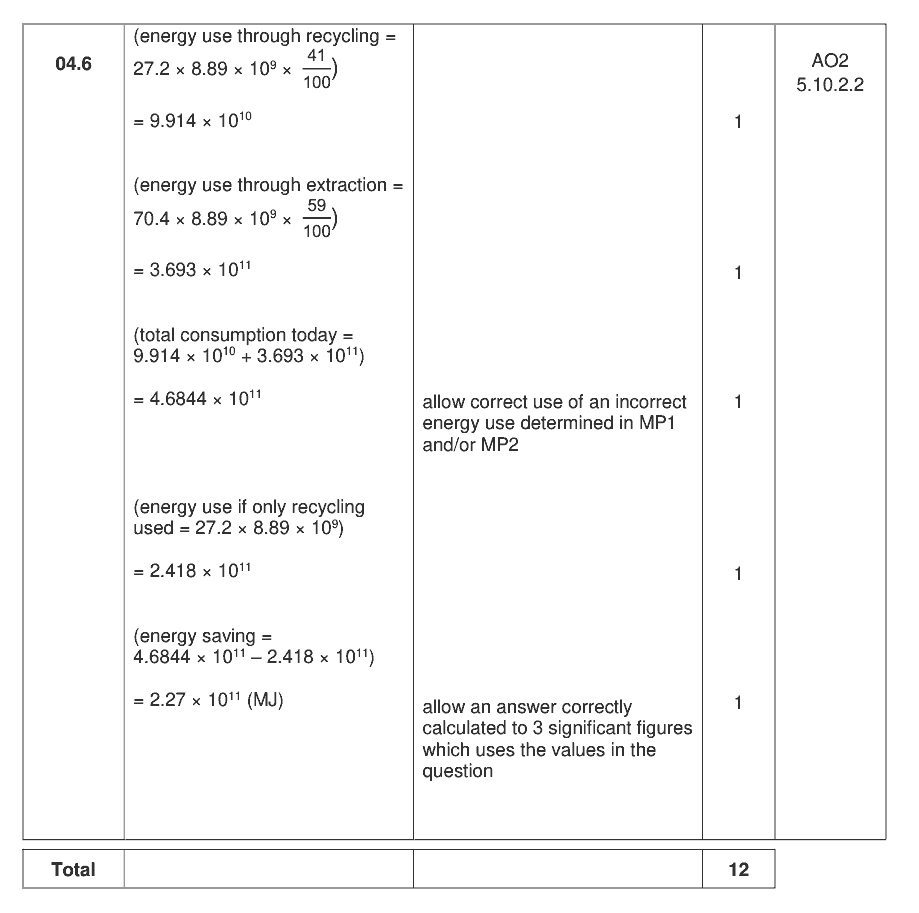 04.6
(energy use through recycling =
27.2 × 8.89 × 10⁹ × 41/100)
AO2
5.10.2.2
= 9.914 × 10¹⁰
1
(energy use through extraction =
70.4 × 8.89 × 10⁹ × 59/100)
= 3.693 × 10¹¹
1
(total consumption today =
9.914 × 10¹⁰ + 3.693 × 10¹¹)
= 4.6844 × 10¹¹
allow correct use of an incorrect
energy use determined in MP1
and/or MP2
1
(energy use if only recycling
used = 27.2 × 8.89 × 10⁹)
= 2.418 × 10¹¹
1
(energy saving =
4.6844 × 10¹¹ – 2.418 × 10¹¹)
= 2.27 × 10¹¹ (MJ)
allow an answer correctly
calculated to 3 significant figures
which uses the values in the
question
1
Total
12